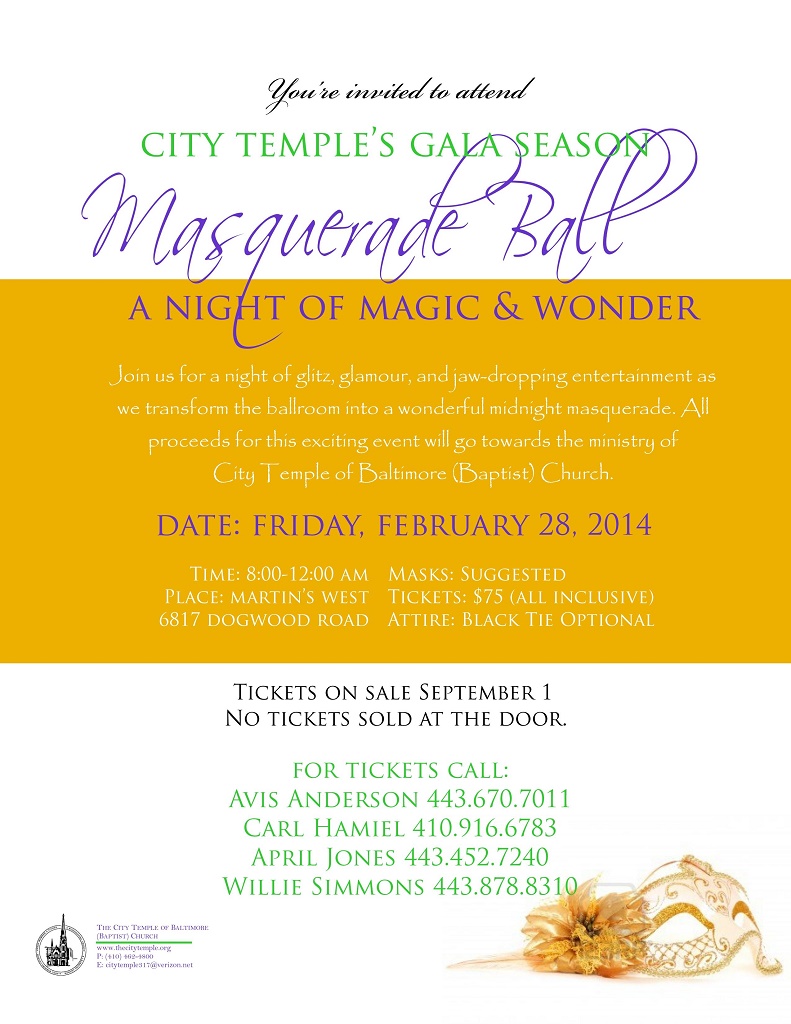 You're invited to attend
CITY TEMPLE'S GALA SEASON
Masquerade Ball
A NIGHT OF MAGIC & WONDER
Join us for a night of glitz, glamour, and jaw-dropping entertainment as
we transform the ballroom into a wonderful midnight masquerade. All
proceeds for this exciting event will go towards the ministry of
City Temple of Baltimore (Baptist) Church.
DATE: FRIDAY, FEBRUARY 28, 2014
TIME: 8:00-12:00 AM MASKS: SUGGESTED
PLACE: MARTIN'S WEST TICKETS: $75 (ALL INCLUSIVE)
6817 DOGWOOD ROAD ATTIRE: BLACK TIE OPTIONAL
TICKETS ON SALE SEPTEMBER 1
NO TICKETS SOLD AT THE DOOR.
FOR TICKETS CALL:
AVIS ANDERSON 443.670.7011
CARL HAMIEL 410.916.6783
APRIL JONES 443.452.7240
WILLIE SIMMONS 443.878.8310
THE CITY TEMPLE OF BALTIMORE
(BAPTIST) CHURCH
www.thecitytemple.org
P: (410) 462-4800
E: citytemple317@verizon.net